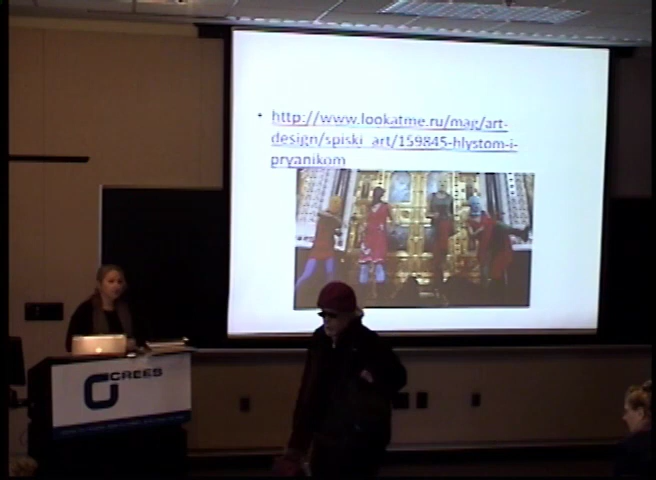 • http://www.lookatme.ru/mag/art-
design/spiski_art/159845-hlystom-i-
pryanikom
CREES